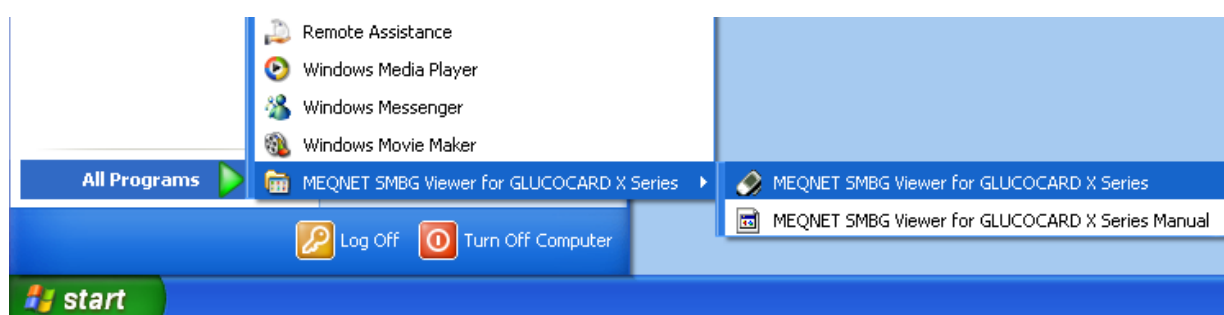 Remote Assistance
Windows Media Player
Windows Messenger
Windows Movie Maker
All Programs
MEQNET SMBG Viewer for GLUCOCARD X Series
MEQNET SMBG Viewer for GLUCOCARD X Series
MEQNET SMBG Viewer for GLUCOCARD X Series Manual
Log Off
Turn Off Computer
start